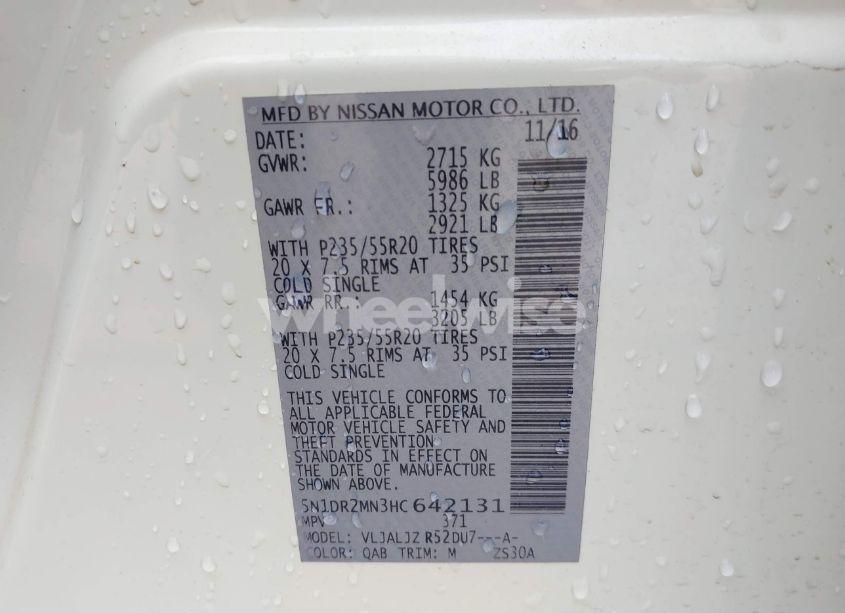 MFD BY NISSAN MOTOR CO., LTD.
DATE: 11/16
GVWR: 2715 KG
5986 LB
GAWR FR.: 1325 KG
2921 LB
WITH P235/55R20 TIRES
20 X 7.5 RIMS AT 35 PSI
COLD SINGLE
GAWR RR.: 1454 KG
3205 LB
wheelwise
WITH P235/55R20 TIRES
20 X 7.5 RIMS AT 35 PSI
COLD SINGLE
THIS VEHICLE CONFORMS TO
ALL APPLICABLE FEDERAL
MOTOR VEHICLE SAFETY AND
THEFT PREVENTION
STANDARDS IN EFFECT ON
THE DATE OF MANUFACTURE
SHOWN ABOVE.
5N1DR2MN3HC642131
MPV 371
MODEL: VLJALJZ R52DU7---A-
COLOR: QAB TRIM: M ZS30A